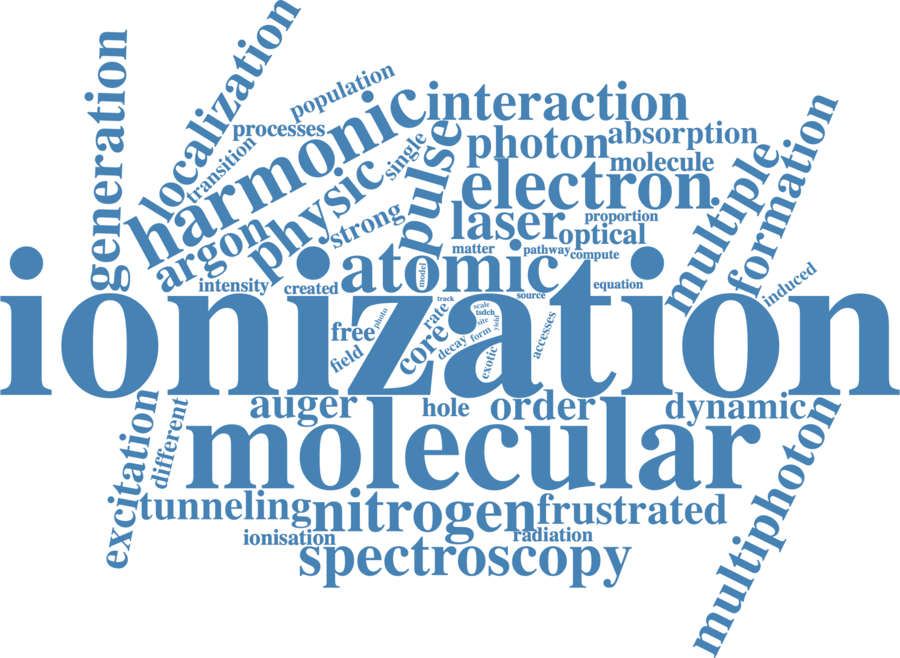 generation
localization
population
processes
transition
harmonic
single
interaction
pulse
photon
absorption
molecule
electron
multiple
formation
physic
strong
argon
laser
proportion
optical
matter
pathway
compute
atomic
model
intensity
created
source
equation
induced
ionization
track
scale
tsdch
site
yield
photo
free
rate
field
core
decay
form
exotic
accesses
auger
hole
order
dynamic
excitation
different
molecular
multiphoton
tunneling
nitrogen
frustrated
ionisation
radiation
spectroscopy